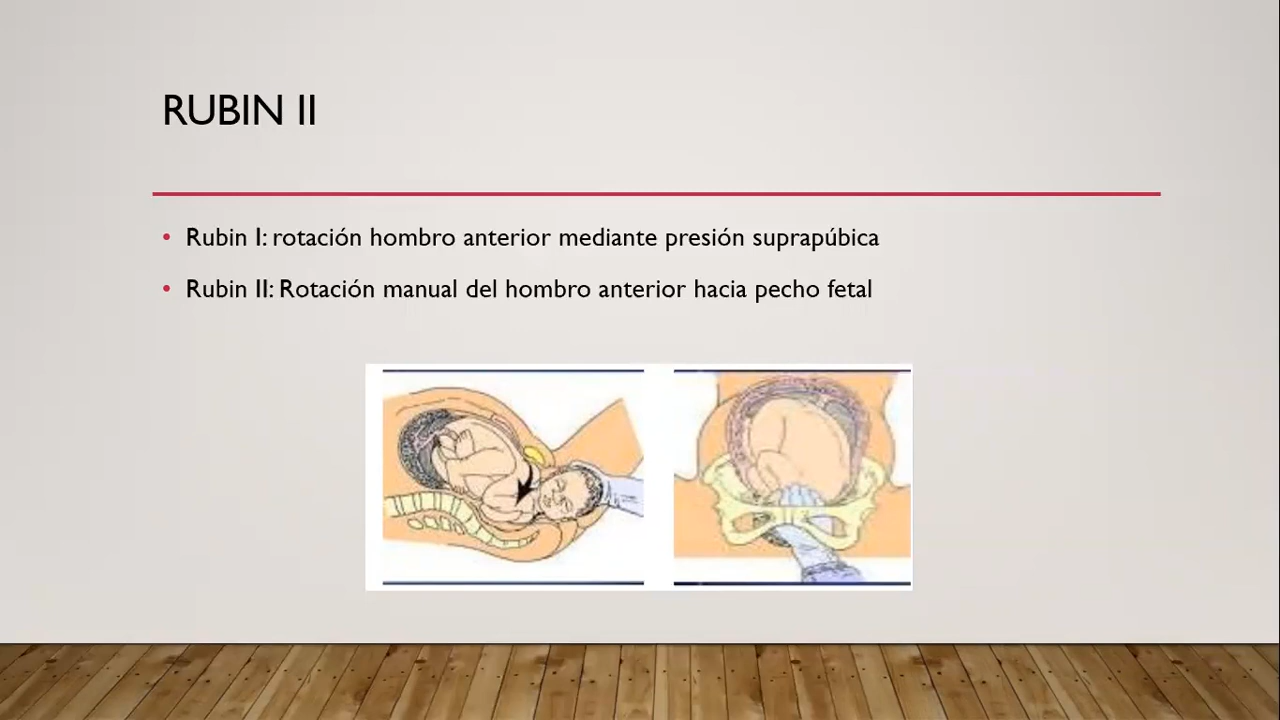 RUBIN II
• Rubin I: rotación hombro anterior mediante presión suprapúbica
• Rubin II: Rotación manual del hombro anterior hacia pecho fetal